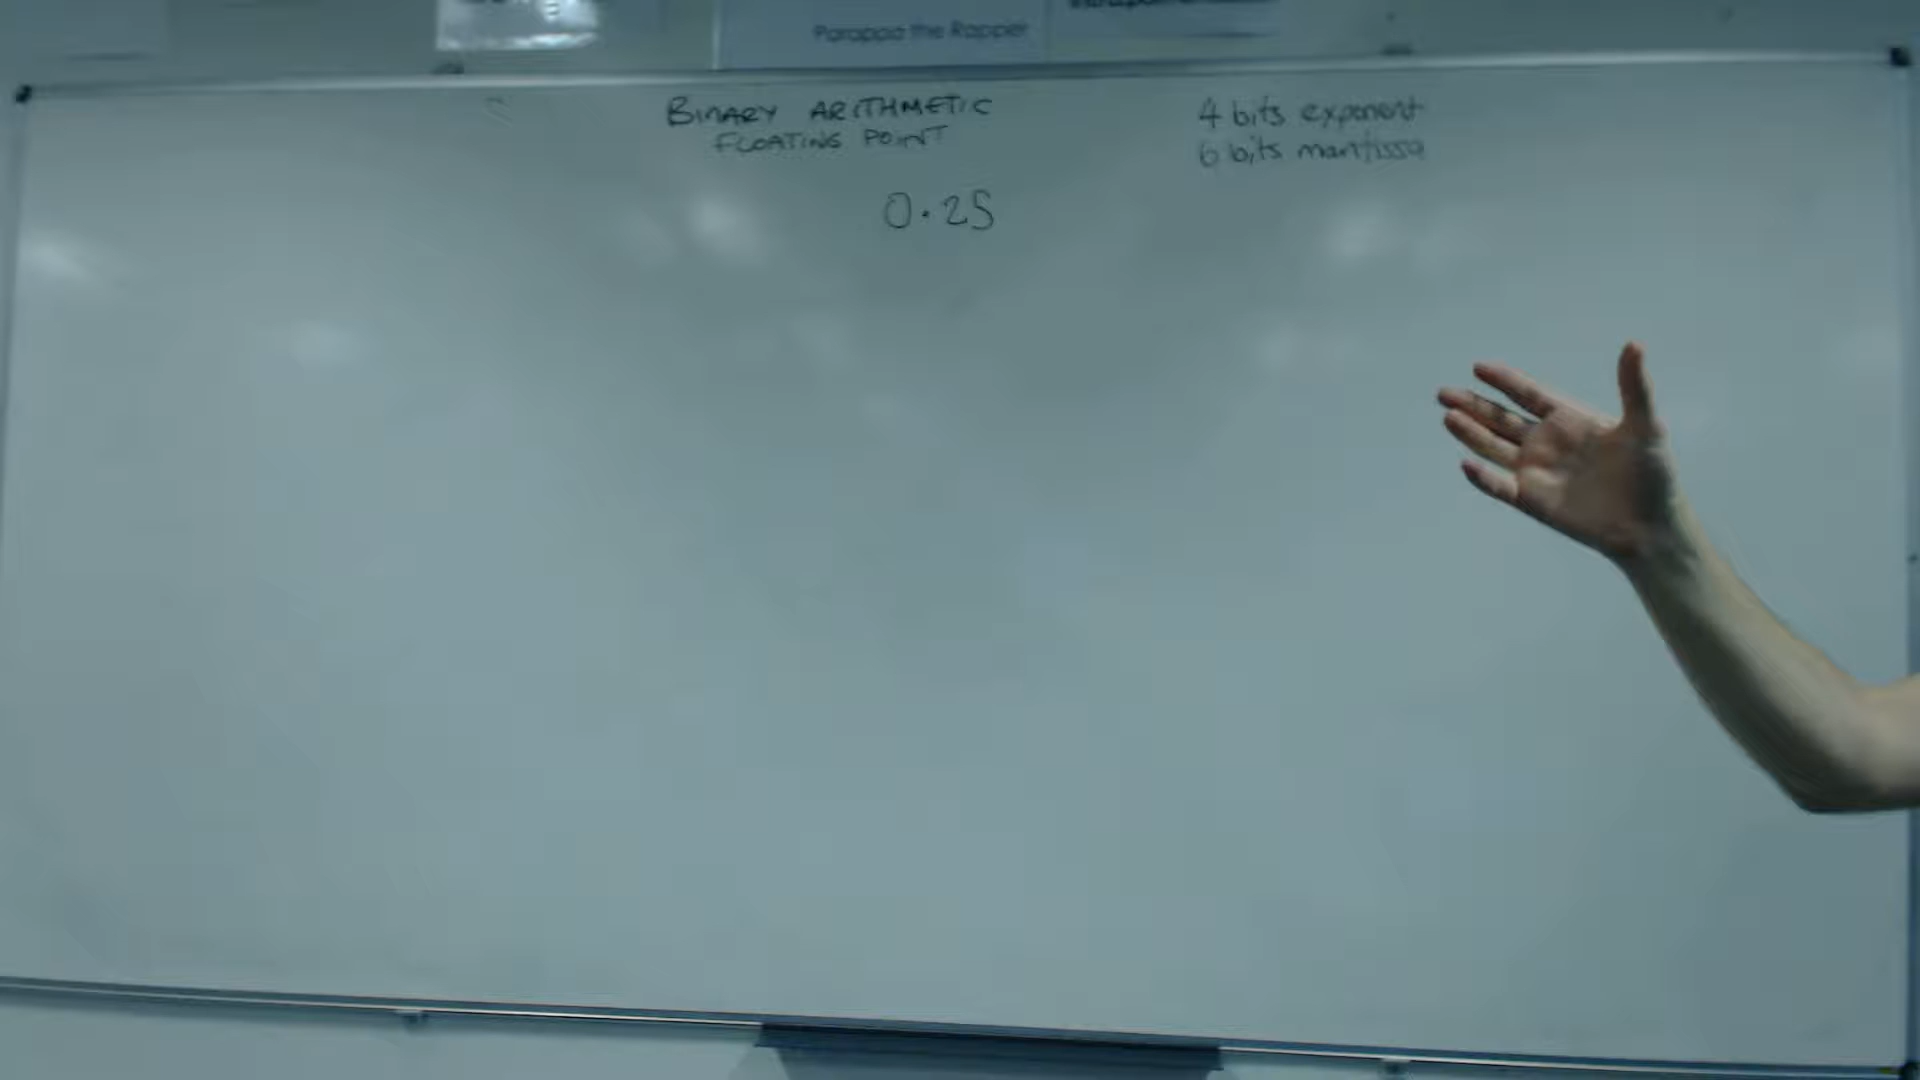 Parappa the Rapper
BINARY ARITHMETIC
FLOATING POINT
4 bits exponent
6 bits mantissa
0.25